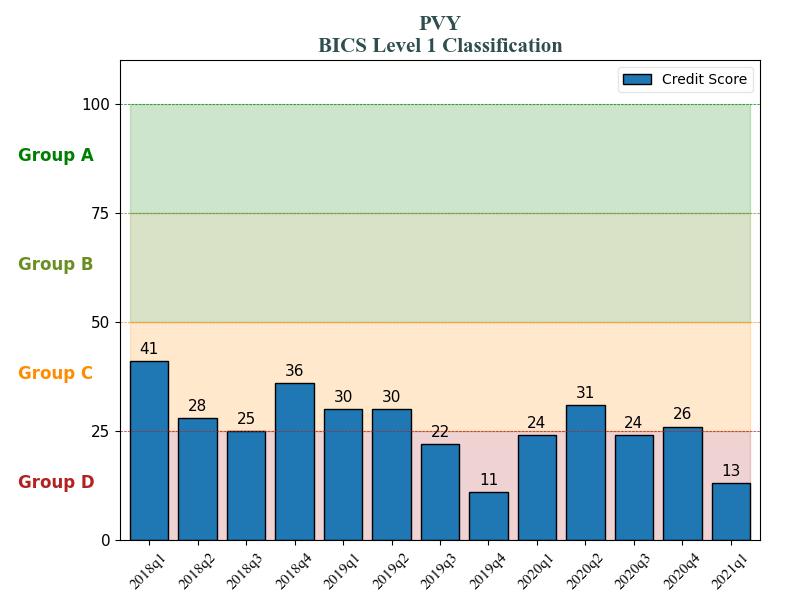 PVY
BICS Level 1 Classification
Credit Score
100
Group A
75
Group B
50
Group C
25
Group D
0
41
28
25
36
30
30
22
11
24
31
24
26
13
2018q1
2018q2
2018q3
2018q4
2019q1
2019q2
2019q3
2019q4
2020q1
2020q2
2020q3
2020q4
2021q1